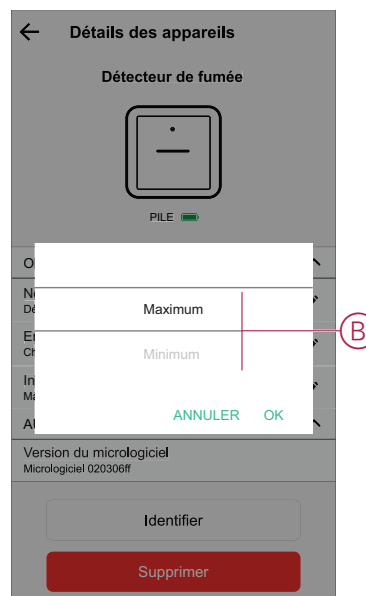 Détails des appareils
Détecteur de fumée
PILE
Maximum
B
Minimum
ANNULER OK
Version du micrologiciel
Micrologiciel 020306ff
Identifier
Supprimer